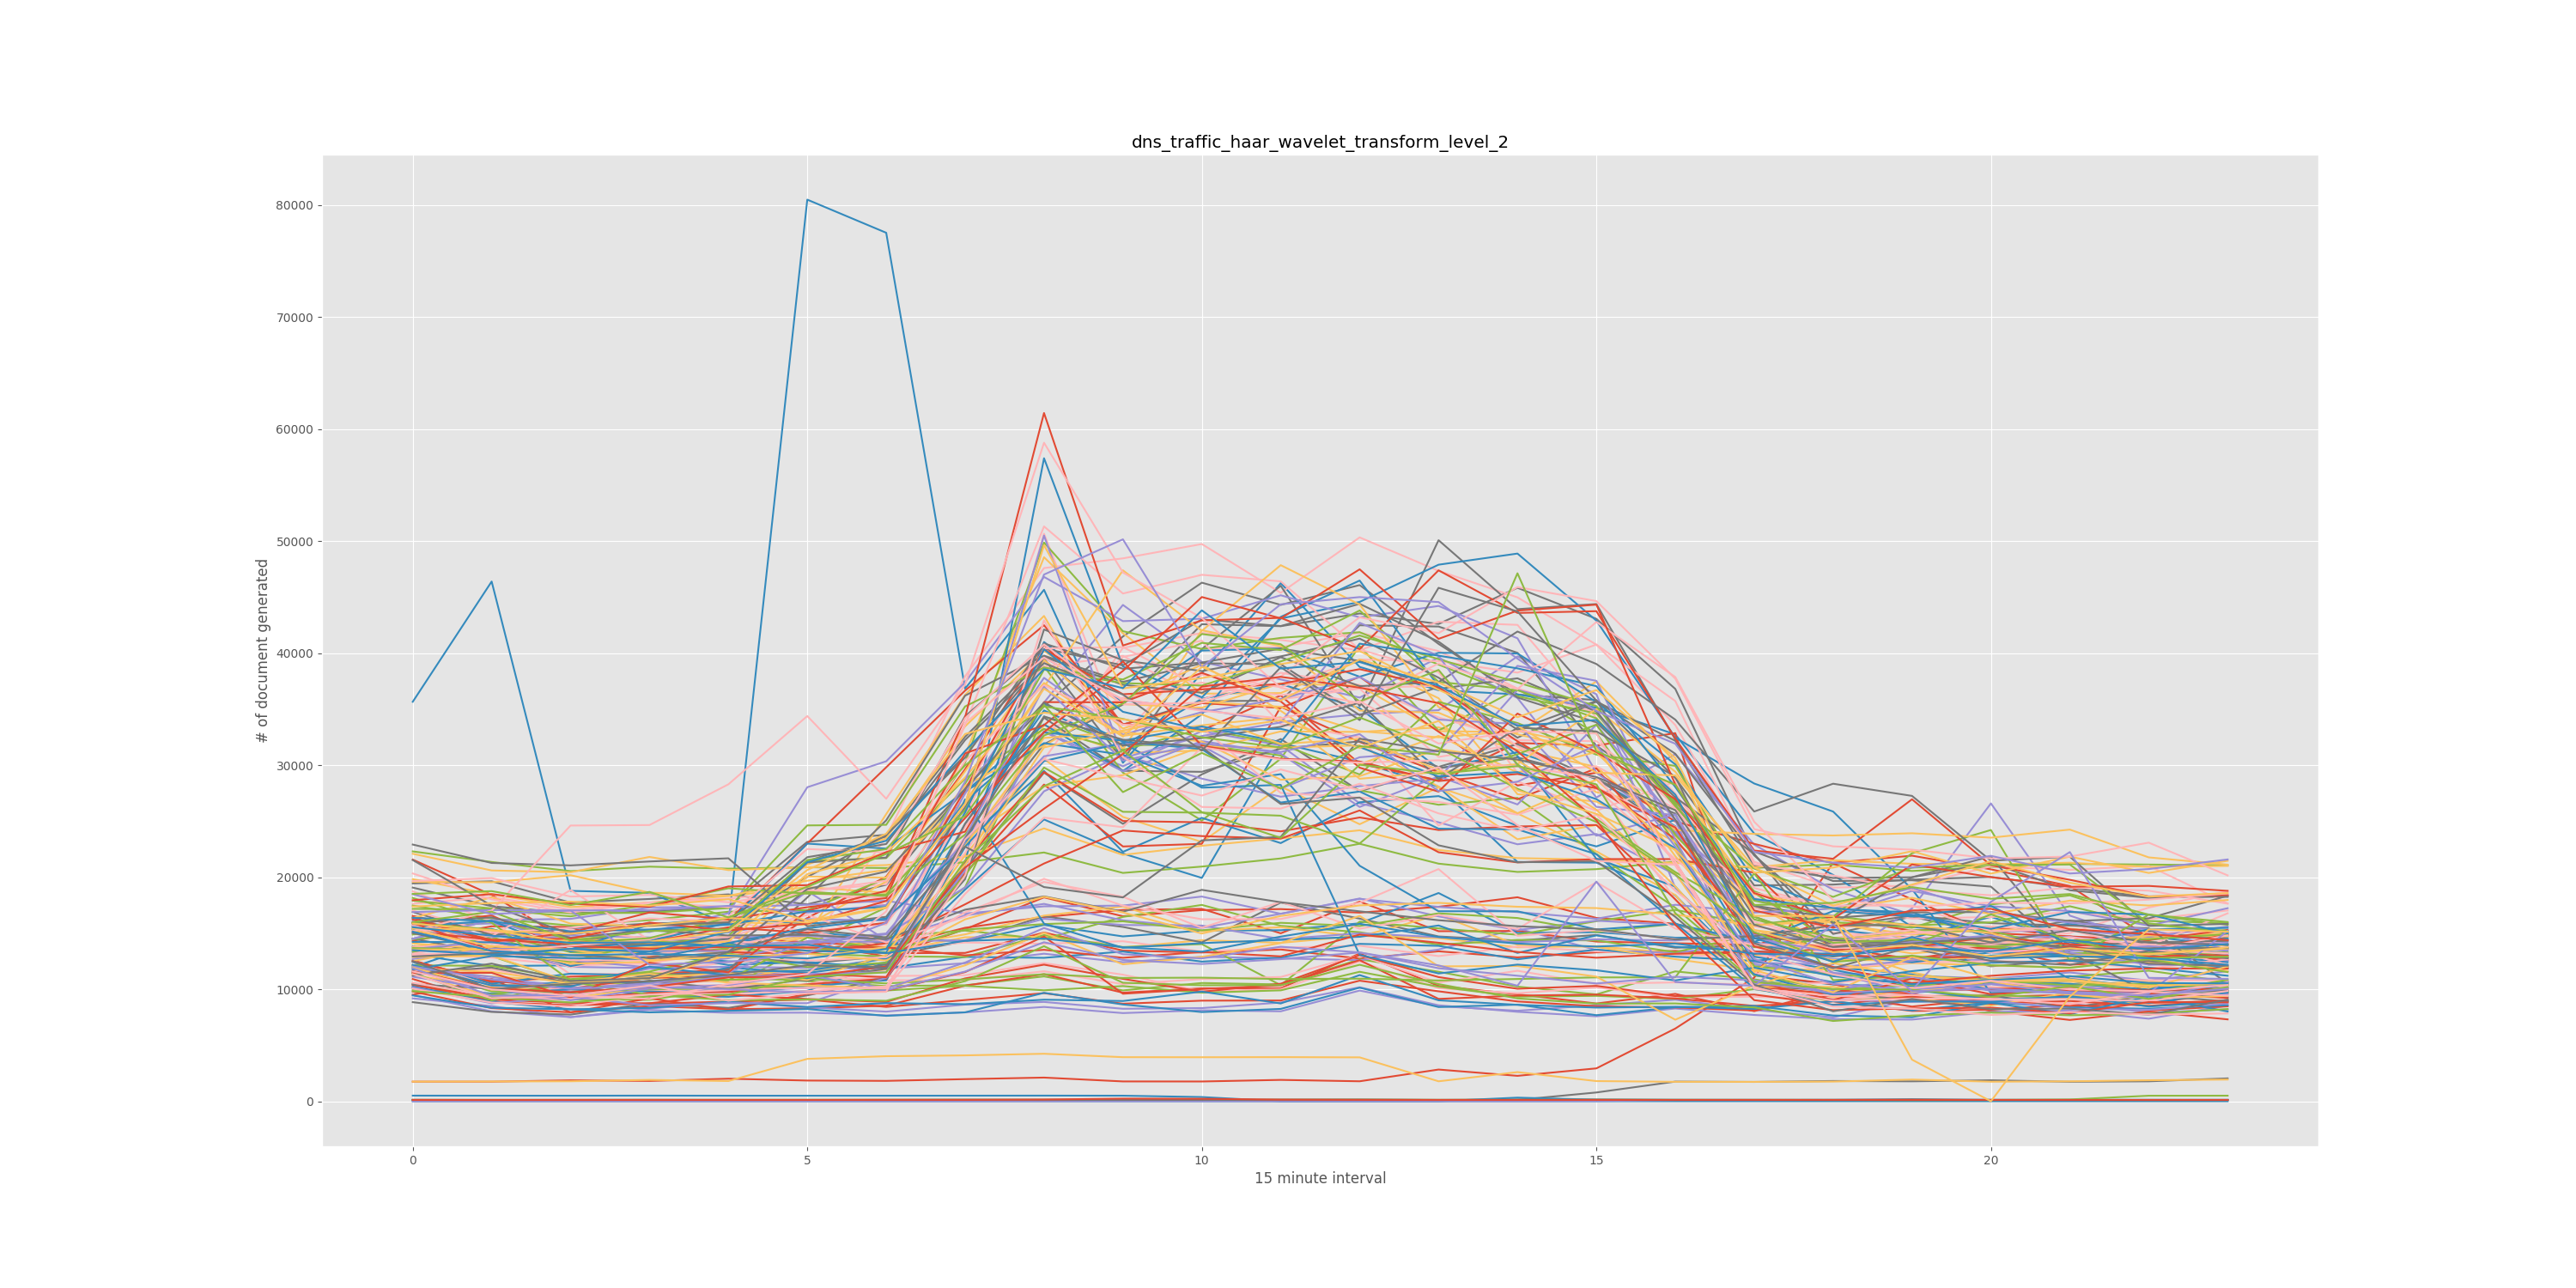 dns_traffic_haar_wavelet_transform_level_2
80000
70000
60000
50000
40000
30000
20000
10000
0
# of document generated
0 5 10 15 20
15 minute interval